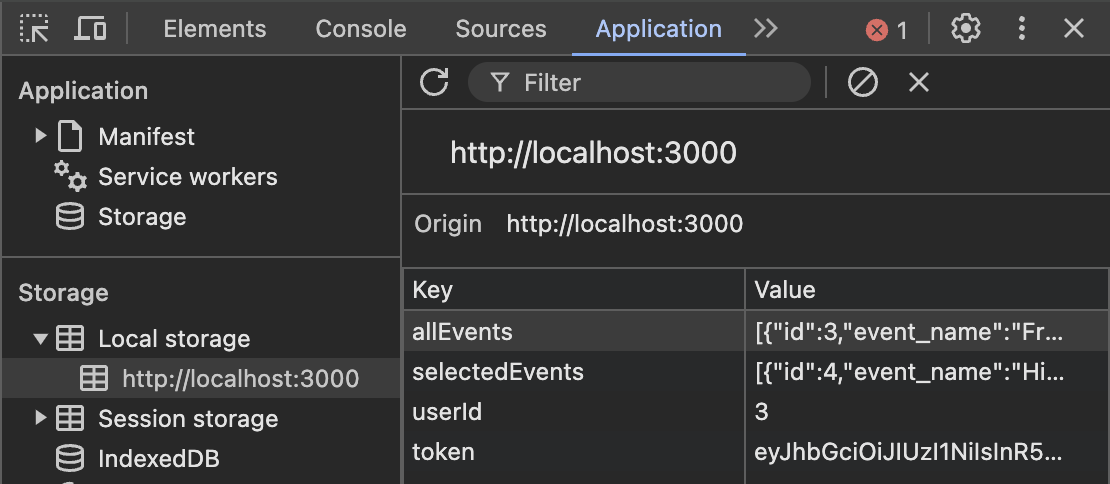 Elements Console Sources Application 1
Application
Manifest
Service workers
Storage
Storage
Local storage
http://localhost:3000
Session storage
IndexedDB
Filter
http://localhost:3000
Origin http://localhost:3000
Key Value
allEvents [{"id":3,"event_name":"Fr...
selectedEvents [{"id":4,"event_name":"Hi...
userId 3
token eyJhbGciOiJIUzI1NiIsInR5...